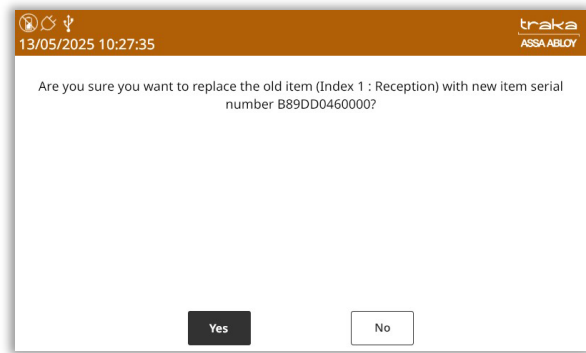 traka
13/05/2025 10:27:35
ASSA ABLOY
Are you sure you want to replace the old item (Index 1 : Reception) with new item serial
number B89DD0460000?
Yes
No